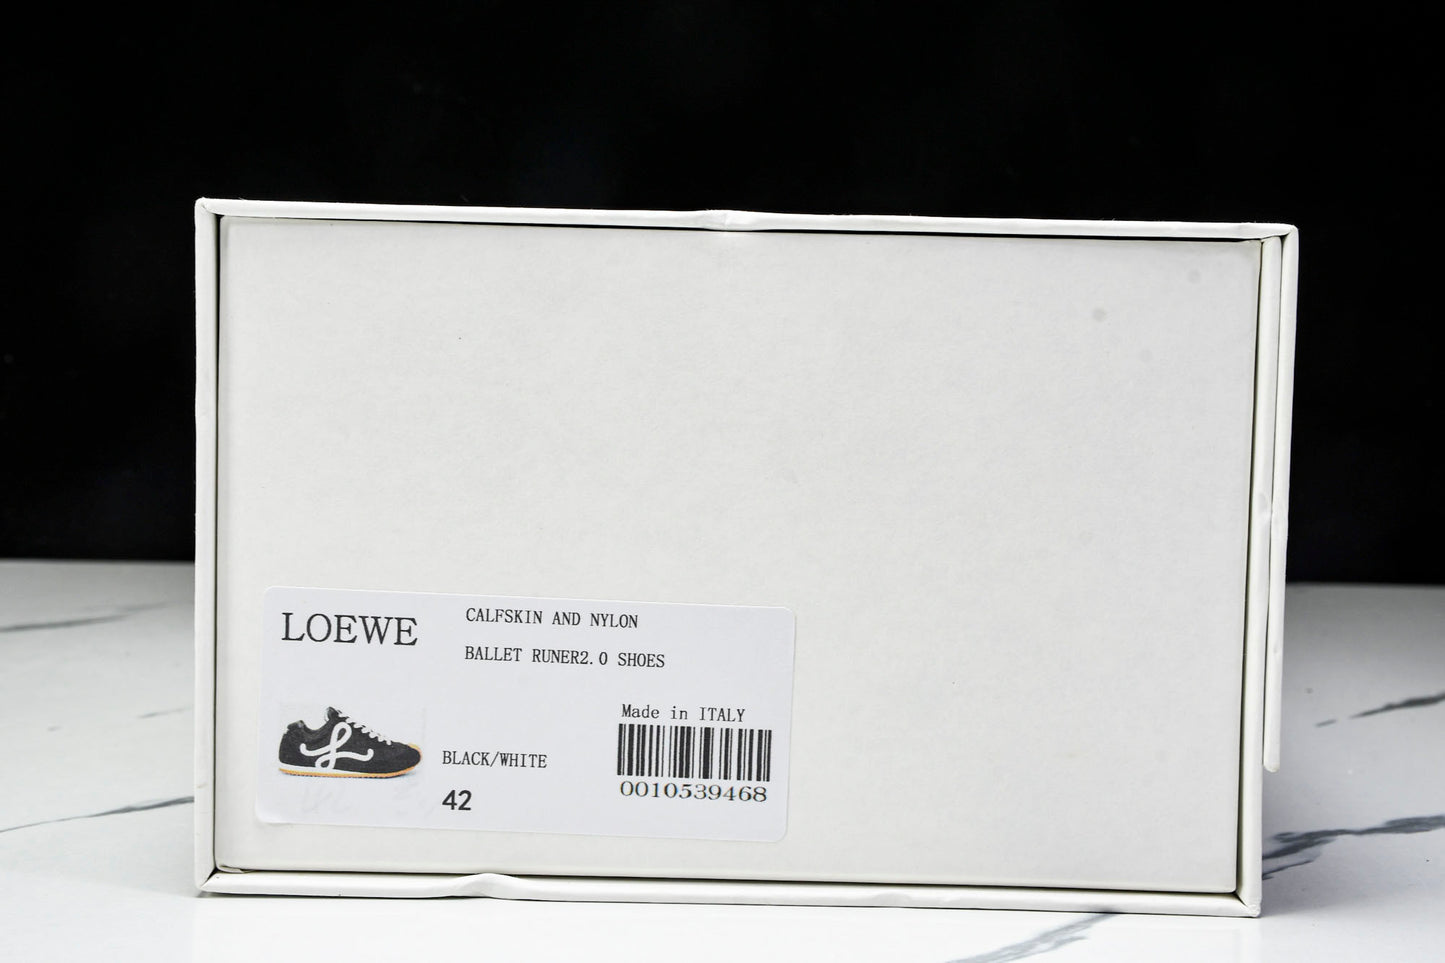 LOEWE
CALFSKIN AND NYLON
BALLET RUNER2.0 SHOES
Made in ITALY
BLACK/WHITE
0010539468
42